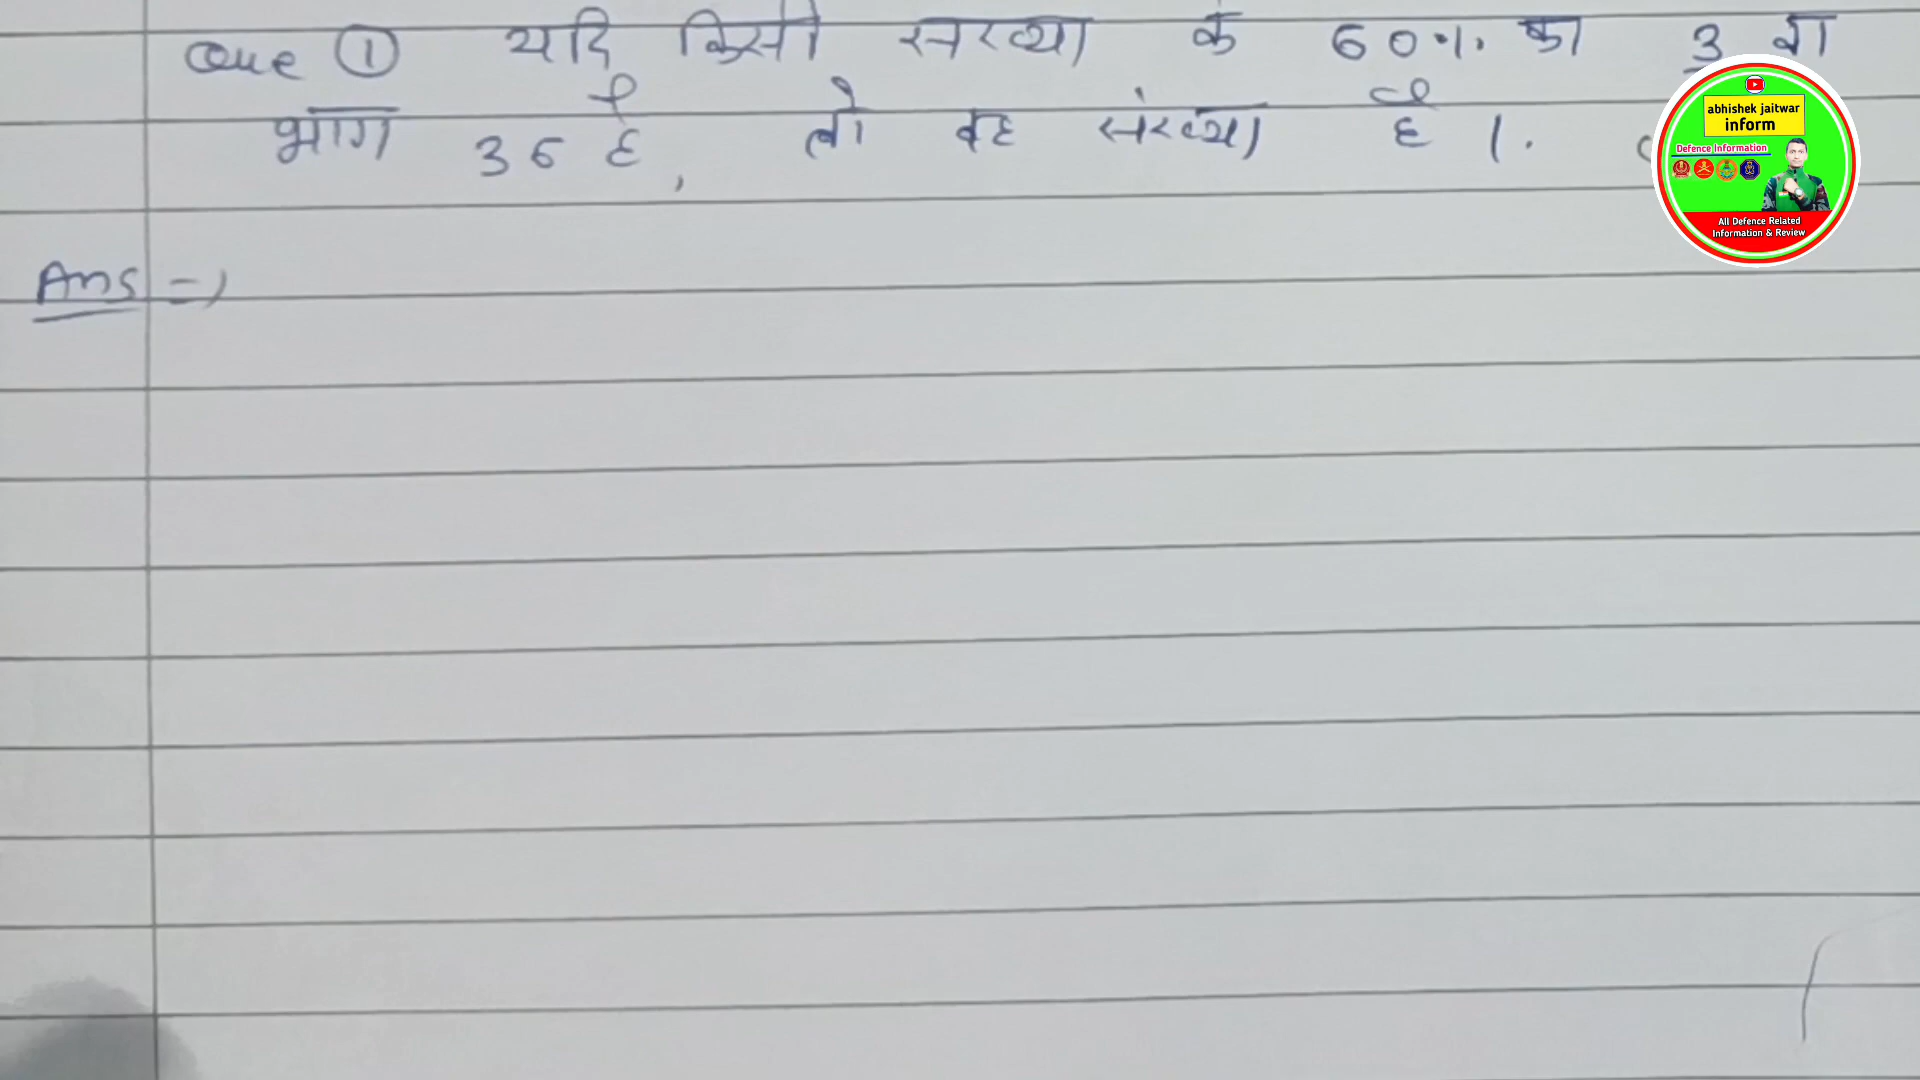 Que ① यदि किसी संख्या के 60% का 3 वा
भाग 36 है, तो वह संख्या है ।.
Ans =)
abhishek jaitwar
inform
Defence Information
All Defence Related
Information & Review